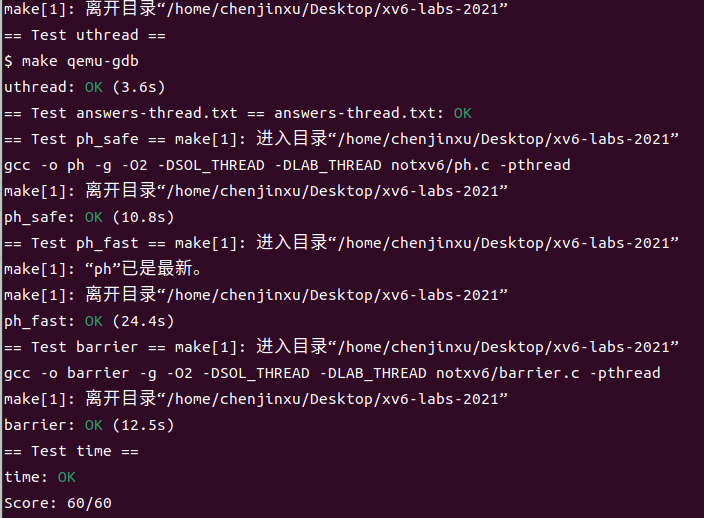 make[1]: 离开目录“/home/chenjinxu/Desktop/xv6-labs-2021”
== Test uthread ==
$ make qemu-gdb
uthread: OK (3.6s)
== Test answers-thread.txt == answers-thread.txt: OK
== Test ph_safe == make[1]: 进入目录“/home/chenjinxu/Desktop/xv6-labs-2021”
gcc -o ph -g -O2 -DSOL_THREAD -DLAB_THREAD notxv6/ph.c -pthread
make[1]: 离开目录“/home/chenjinxu/Desktop/xv6-labs-2021”
ph_safe: OK (10.8s)
== Test ph_fast == make[1]: 进入目录“/home/chenjinxu/Desktop/xv6-labs-2021”
make[1]: “ph”已是最新。
make[1]: 离开目录“/home/chenjinxu/Desktop/xv6-labs-2021”
ph_fast: OK (24.4s)
== Test barrier == make[1]: 进入目录“/home/chenjinxu/Desktop/xv6-labs-2021”
gcc -o barrier -g -O2 -DSOL_THREAD -DLAB_THREAD notxv6/barrier.c -pthread
make[1]: 离开目录“/home/chenjinxu/Desktop/xv6-labs-2021”
barrier: OK (12.5s)
== Test time ==
time: OK
Score: 60/60